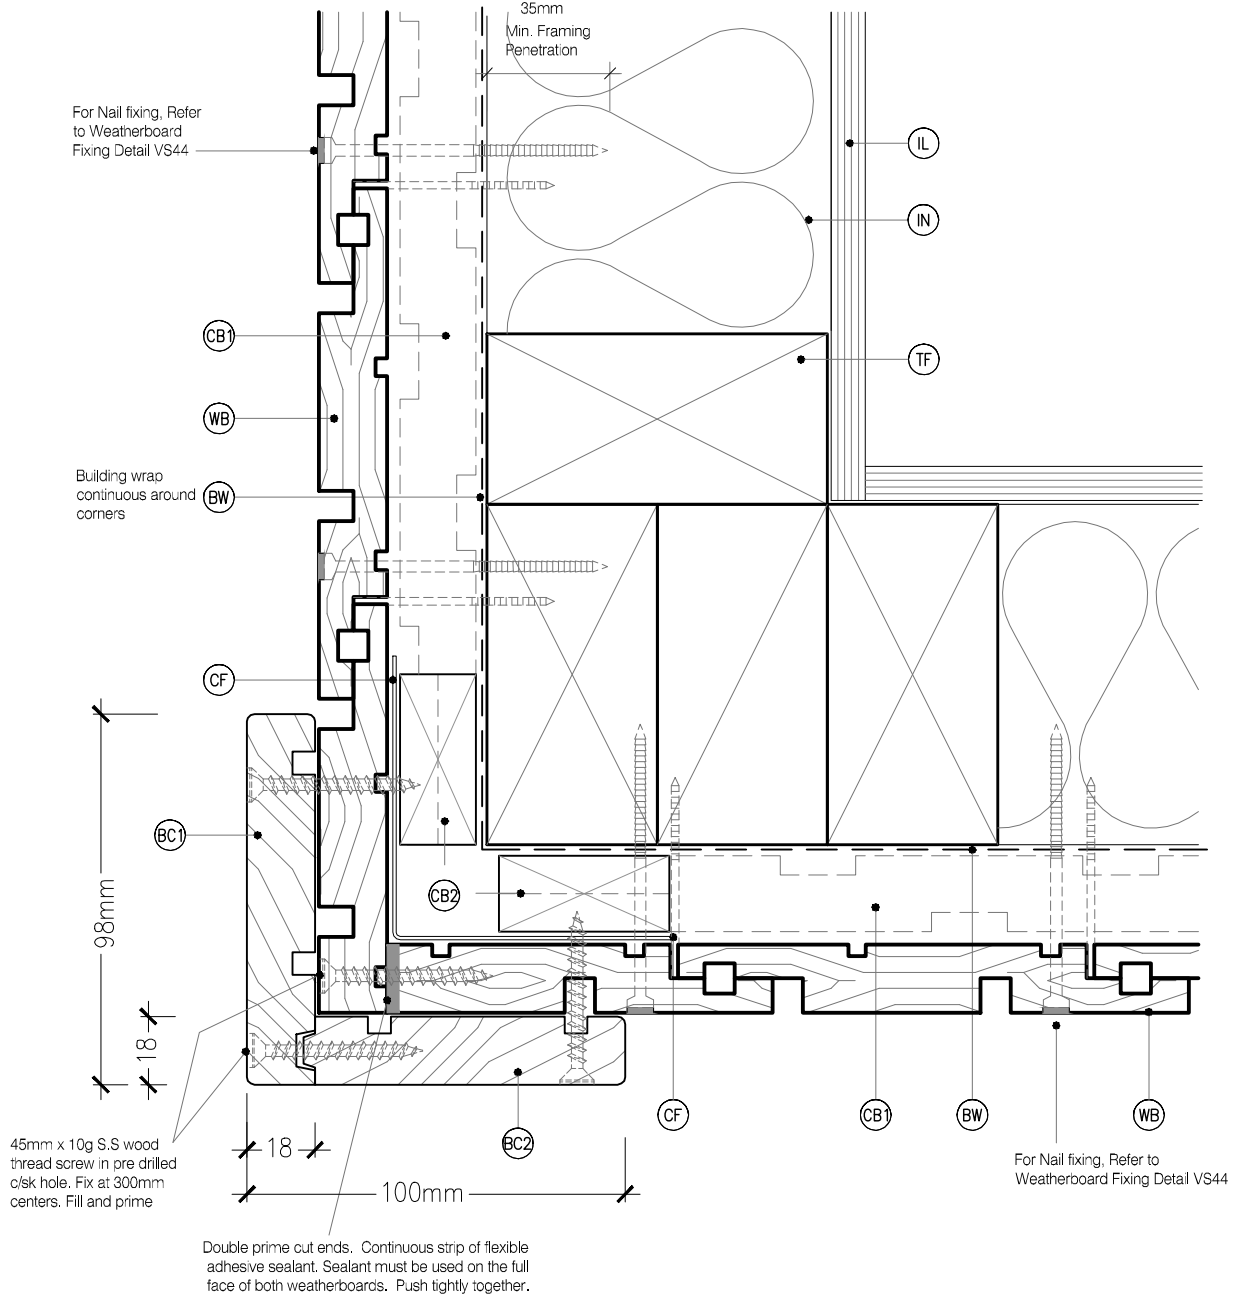 35mm
Min. Framing
Penetration
For Nail fixing, Refer
to Weatherboard
Fixing Detail VS44
IL
IN
CB1
TF
WB
Building wrap
continuous around
corners
BW
CF
BC1
CB2
98mm
18
CF
CB1
BW
WB
BC2
18
100mm
45mm x 10g S.S wood
thread screw in pre drilled
c/sk hole. Fix at 300mm
centers. Fill and prime
For Nail fixing, Refer to
Weatherboard Fixing Detail VS44
Double prime cut ends. Continuous strip of flexible
adhesive sealant. Sealant must be used on the full
face of both weatherboards. Push tightly together.